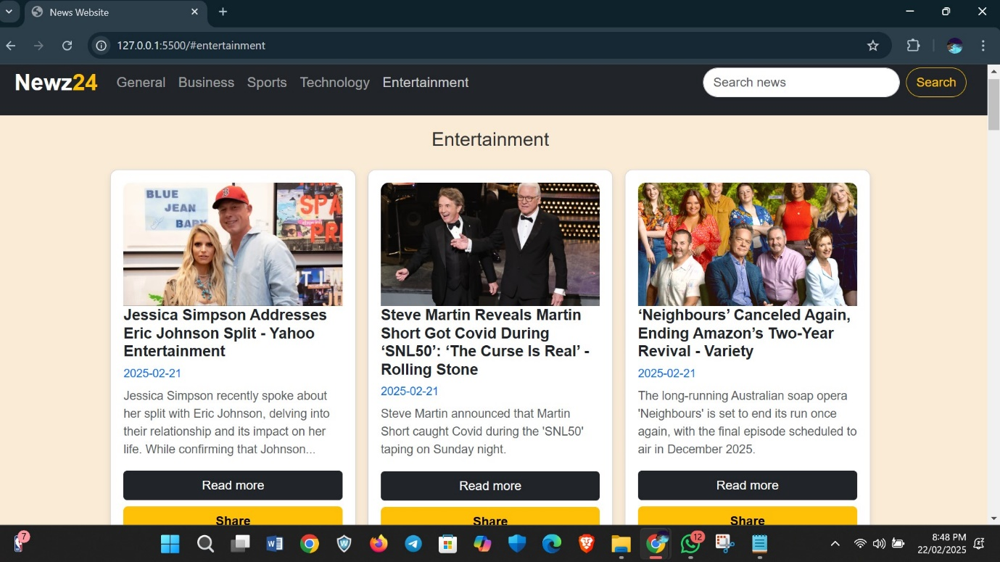 News Website
127.0.0.1:5500/#entertainment
Newz24 General Business Sports Technology Entertainment Search news Search
Entertainment
BLUE
JEAN
BABY
SPA
PRI
B
Jessica Simpson Addresses
Eric Johnson Split - Yahoo
Entertainment
2025-02-21
Jessica Simpson recently spoke about
her split with Eric Johnson, delving into
their relationship and its impact on her
life. While confirming that Johnson...
Read more
Share
Steve Martin Reveals Martin
Short Got Covid During
‘SNL50’: ‘The Curse Is Real’ -
Rolling Stone
2025-02-21
Steve Martin announced that Martin
Short caught Covid during the 'SNL50'
taping on Sunday night.
Read more
Share
‘Neighbours’ Canceled Again,
Ending Amazon’s Two-Year
Revival - Variety
2025-02-21
The long-running Australian soap opera
'Neighbours' is set to end its run once
again, with the final episode scheduled to
air in December 2025.
Read more
Share
7
W
W
12
8:48 PM
22/02/2025